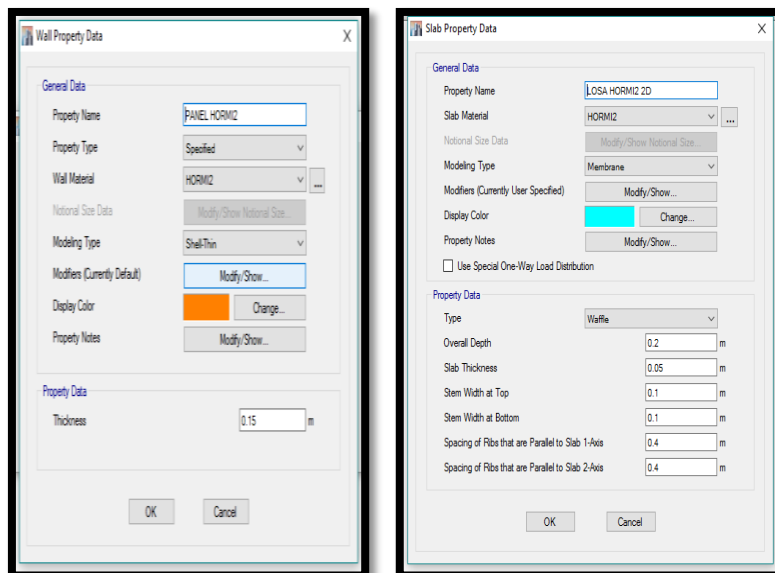 Wall Property Data
X
General Data
Property Name
PANEL HORMI2
Property Type
Specified
Wall Material
HORMI2
...
Notional Size Data
Modify/Show Notional Size...
Modeling Type
Shell-Thin
Modifiers (Currently Default)
Modify/Show...
Display Color
Change...
Property Notes
Modify/Show...
Property Data
Thickness
0.15
m
OK
Cancel
Slab Property Data
X
General Data
Property Name
LOSA HORMI2 2D
Slab Material
HORMI2
...
Notional Size Data
Modify/Show Notional Size...
Modeling Type
Membrane
Modifiers (Currently User Specified)
Modify/Show...
Display Color
Change...
Property Notes
Modify/Show...
Use Special One-Way Load Distribution
Property Data
Type
Waffle
Overall Depth
0.2
m
Slab Thickness
0.05
m
Stem Width at Top
0.1
m
Stem Width at Bottom
0.1
m
Spacing of Ribs that are Parallel to Slab 1-Axis
0.4
m
Spacing of Ribs that are Parallel to Slab 2-Axis
0.4
m
OK
Cancel